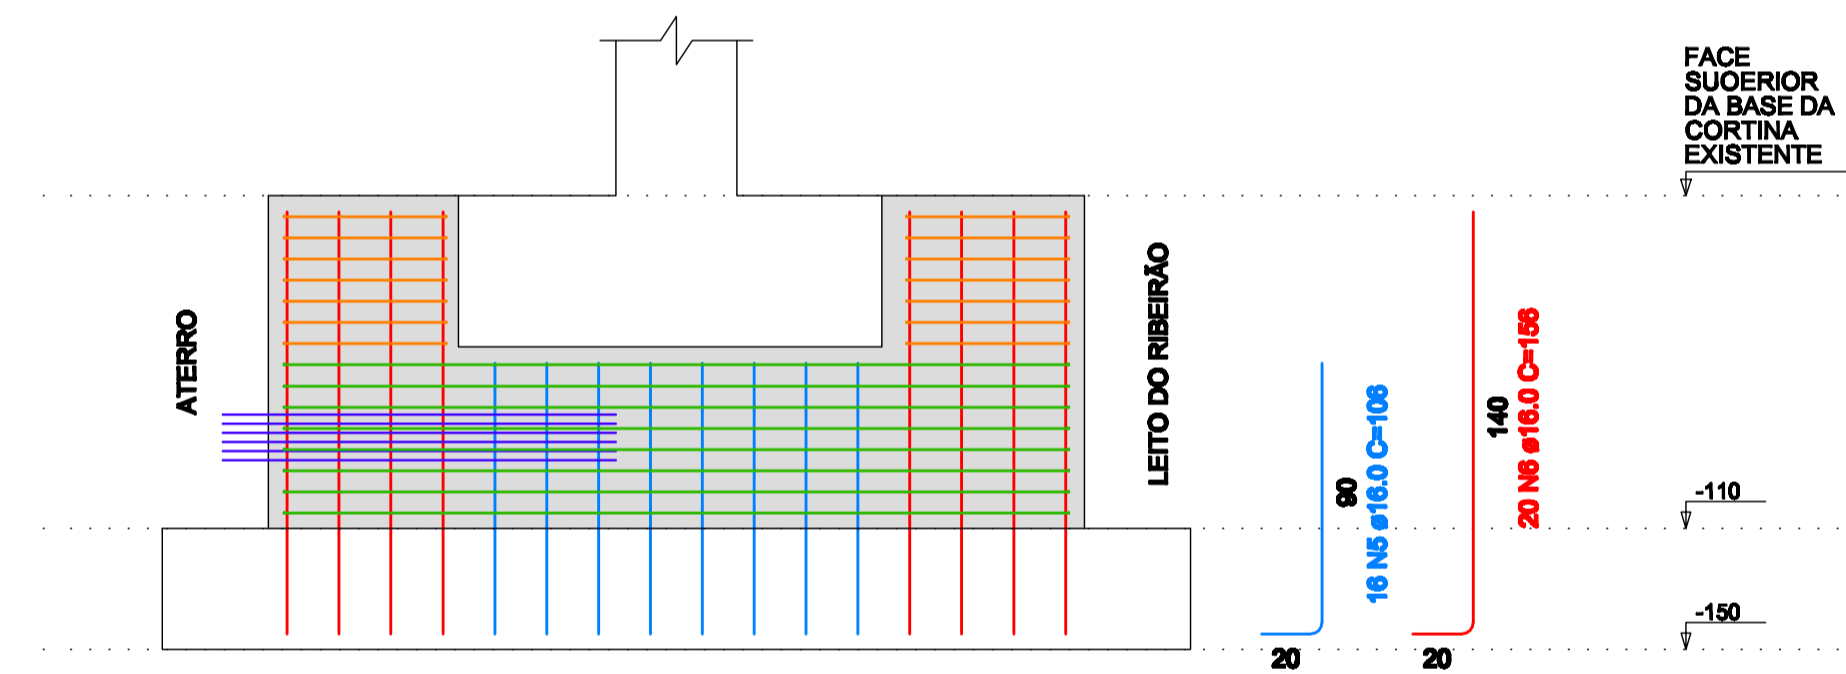 FACE
SUOERIOR
DA BASE DA
CORTINA
EXISTENTE
ATERRO
LEITO DO RIBEIRÃO
90
16 N5 ø16.0 C=106
20
140
20 N6 ø16.0 C=156
20
-110
-150